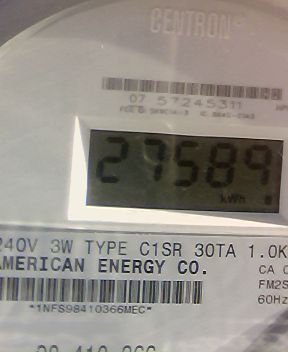 CENTRON®
07 57245311
27589
kWh
240V 3W TYPE C1SR 30TA 1.0K
AMERICAN ENERGY CO.
CA 0
FM2S
60Hz
*1NFS98410366MEC*